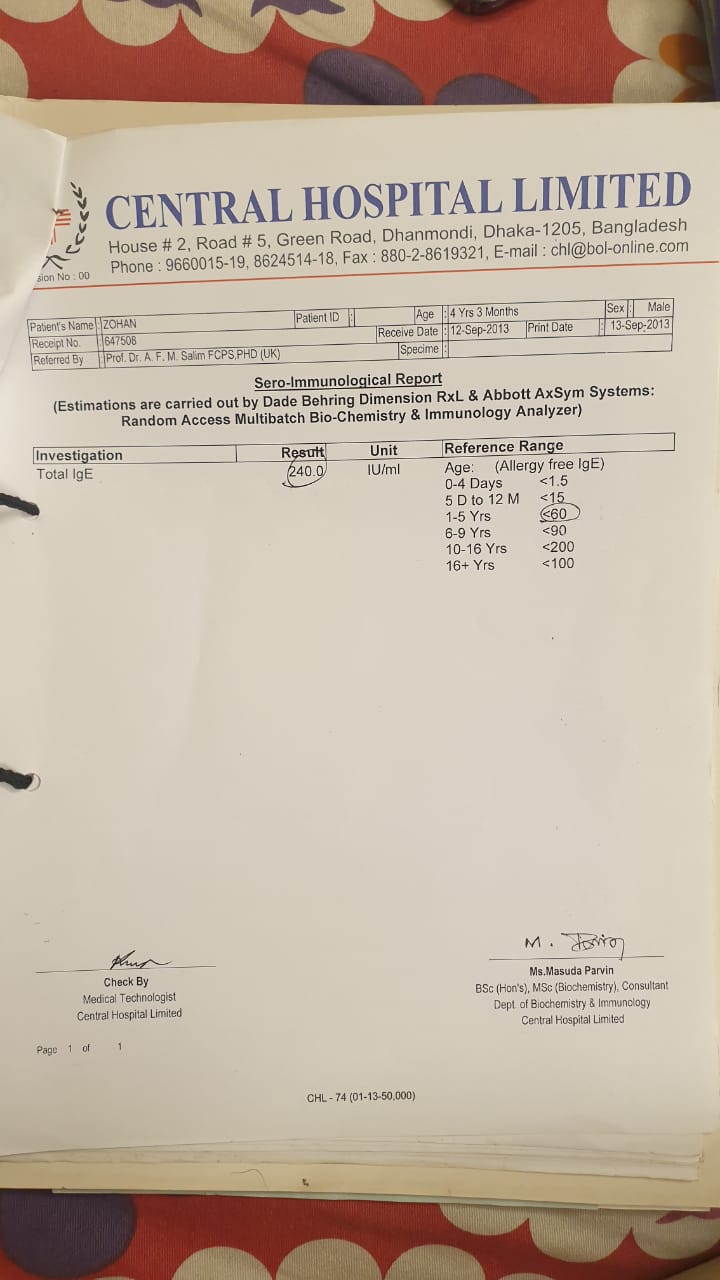 CENTRAL HOSPITAL LIMITED
House # 2, Road # 5, Green Road, Dhanmondi, Dhaka-1205, Bangladesh
Phone : 9660015-19, 8624514-18, Fax : 880-2-8619321, E-mail : chl@bol-online.com
sion No : 00
Patient's Name : ZOHAN Patient ID : Age : 4 Yrs 3 Months Sex : Male
Receipt No. : 647508 Receive Date : 12-Sep-2013 Print Date : 13-Sep-2013
Referred By : Prof. Dr. A. F. M. Salim FCPS,PHD (UK) Specime :
Sero-Immunological Report
(Estimations are carried out by Dade Behring Dimension RxL & Abbott AxSym Systems:
Random Access Multibatch Bio-Chemistry & Immunology Analyzer)
Investigation Result Unit Reference Range
Total IgE 240.0 IU/ml Age: (Allergy free IgE)
0-4 Days <1.5
5 D to 12 M <15
1-5 Yrs <60
6-9 Yrs <90
10-16 Yrs <200
16+ Yrs <100
M.
Check By
Medical Technologist
Central Hospital Limited
Ms.Masuda Parvin
BSc (Hon's), MSc (Biochemistry), Consultant
Dept. of Biochemistry & Immunology
Central Hospital Limited
Page 1 of 1
CHL - 74 (01-13-50,000)